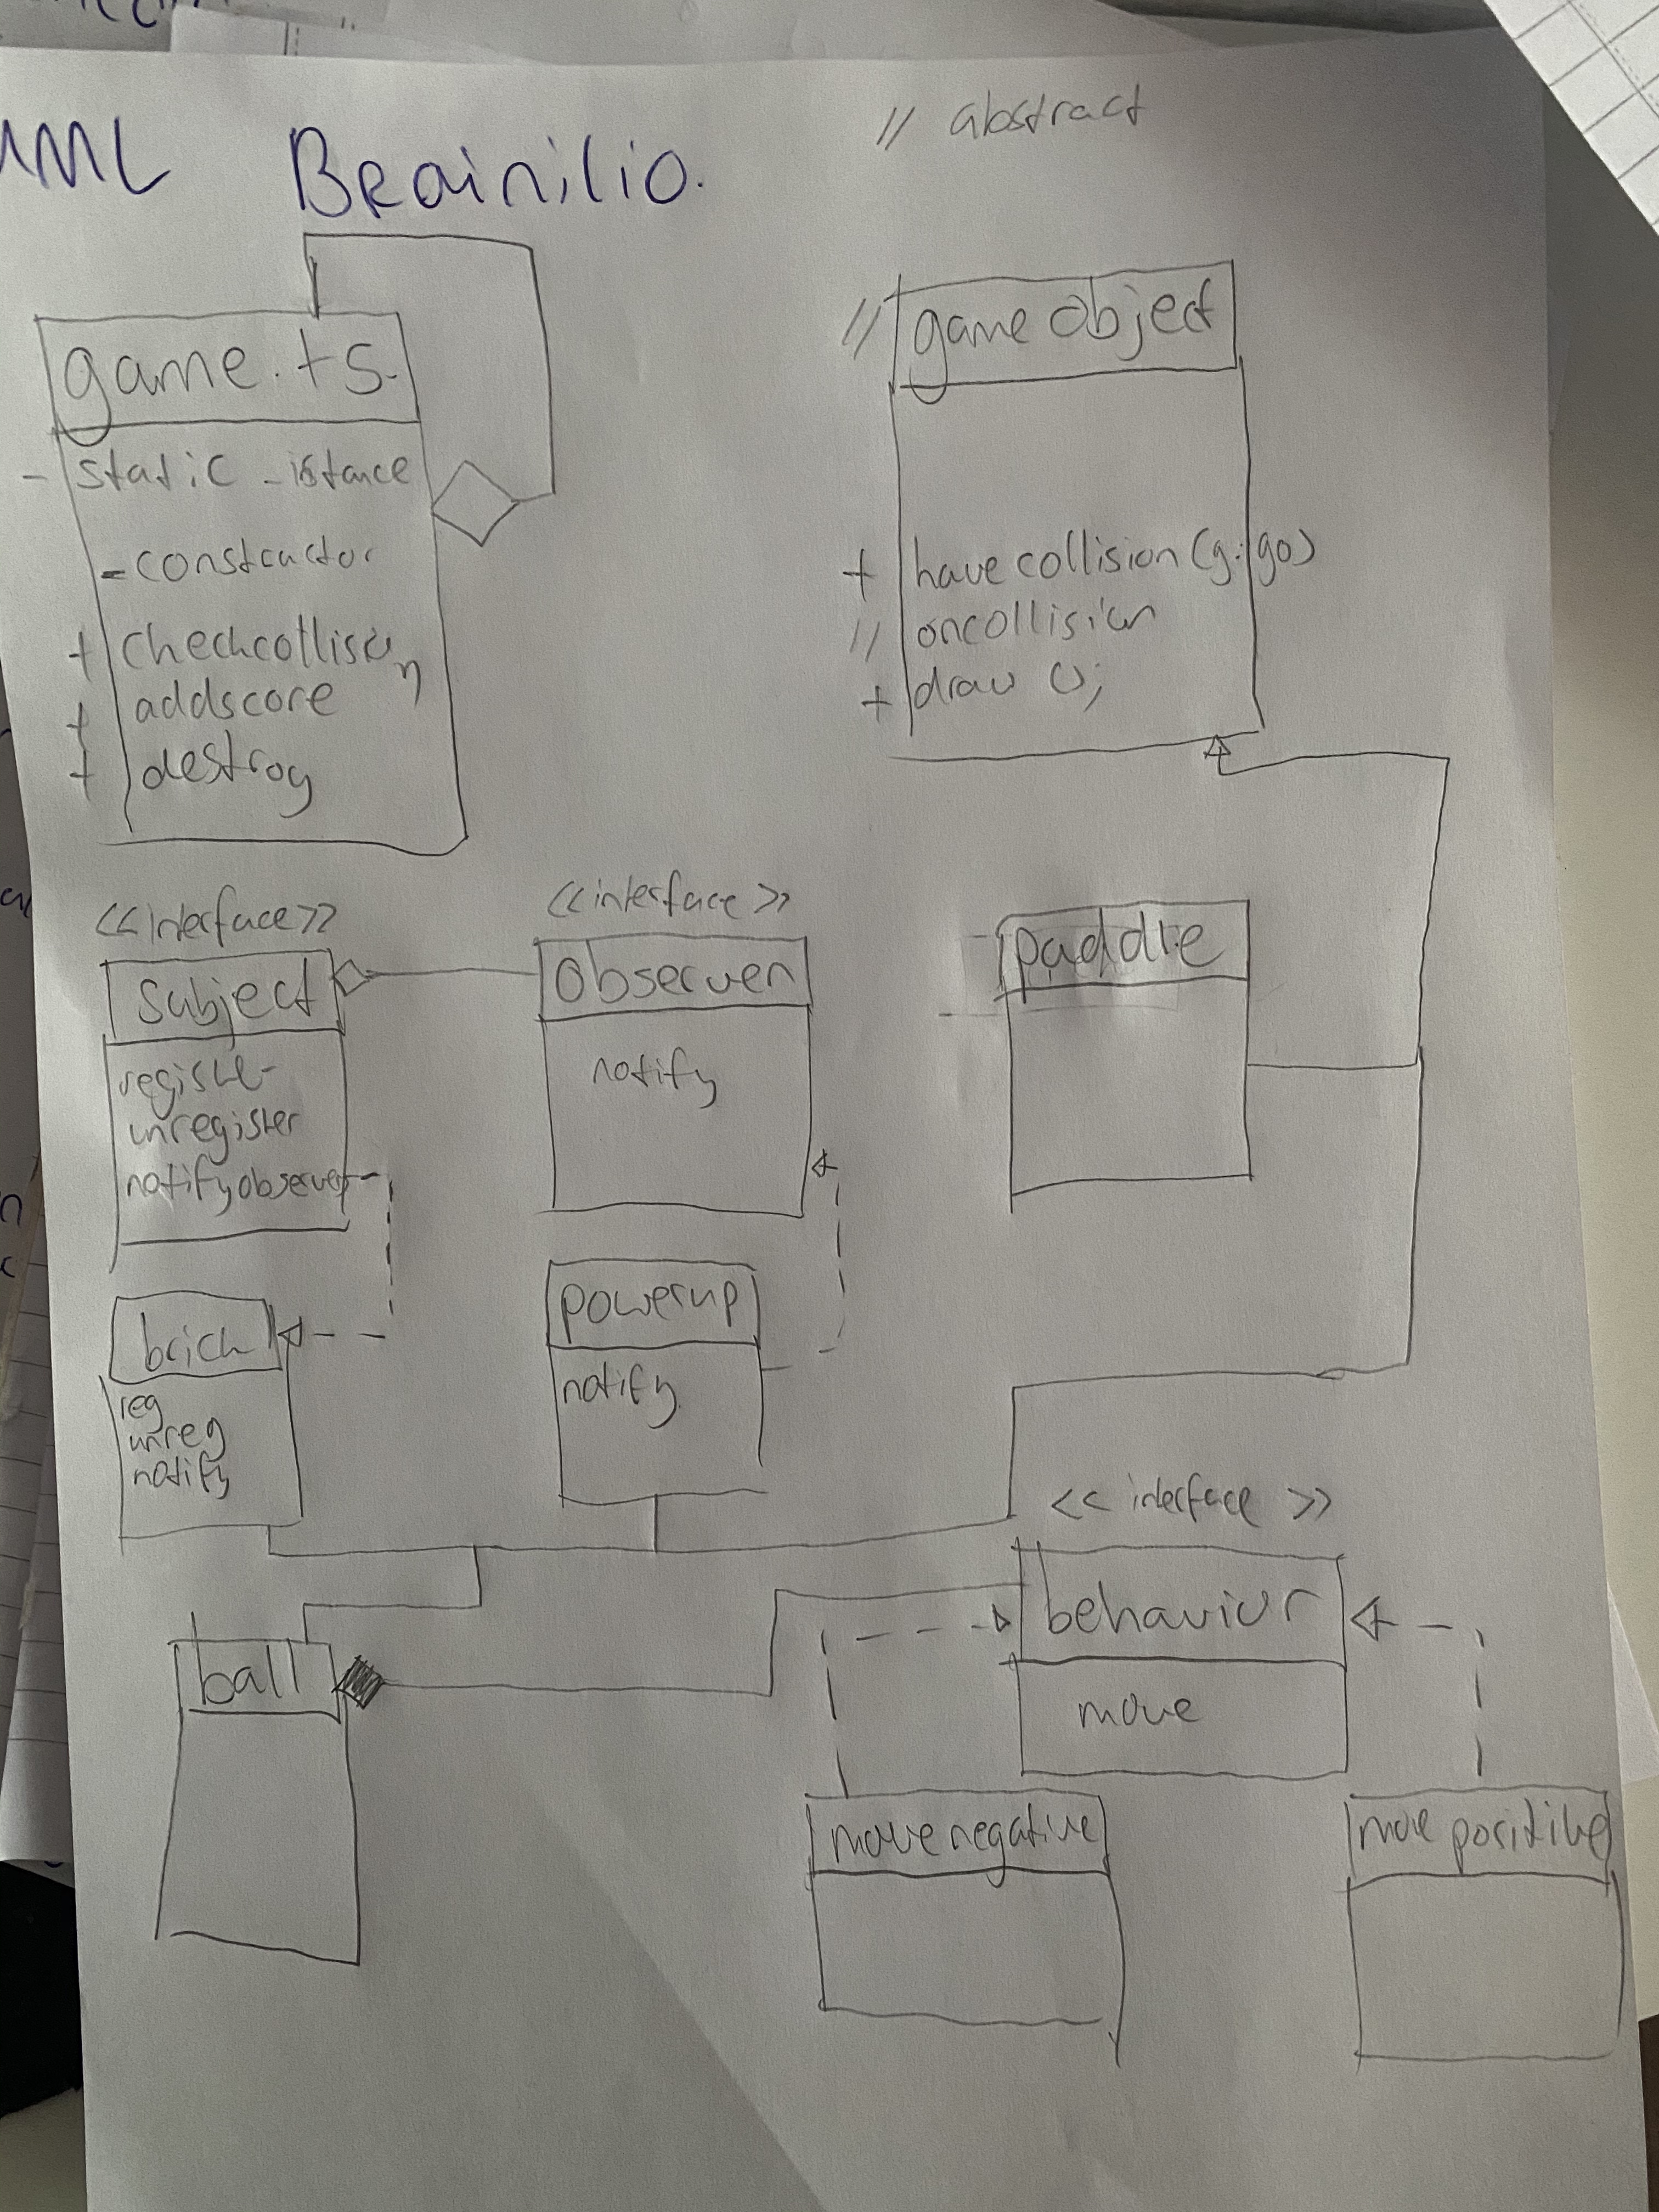 UML Brainilio.
// abstract
game.ts.
- static _istance
- constructor
+ checkcollision
+ addscore
+ destroy
// game object
+ have collision (g: go)
// oncollision
+ draw ();
<<interface>>
subject
register
unregister
notifyobserver
<<interface>>
observer
notify
paddle
brick
reg
unreg
notify
powerup
notify
<< interface >>
behaviour
move
ball
move negative
move positive